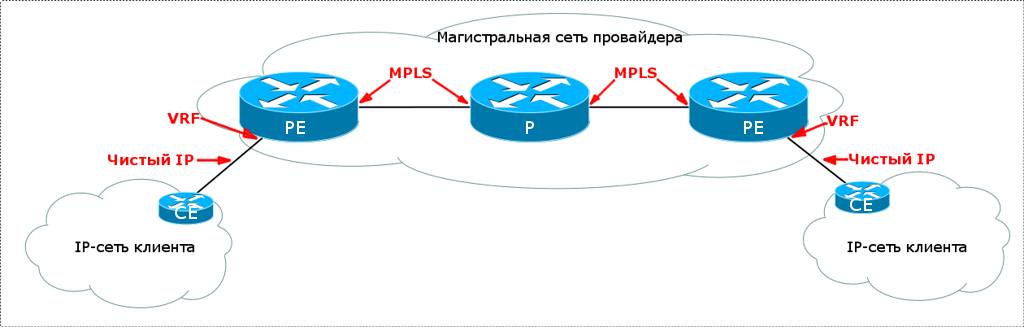 Магистральная сеть провайдера
MPLS
MPLS
PE
P
PE
VRF
VRF
Чистый IP
Чистый IP
CE
CE
IP-сеть клиента
IP-сеть клиента